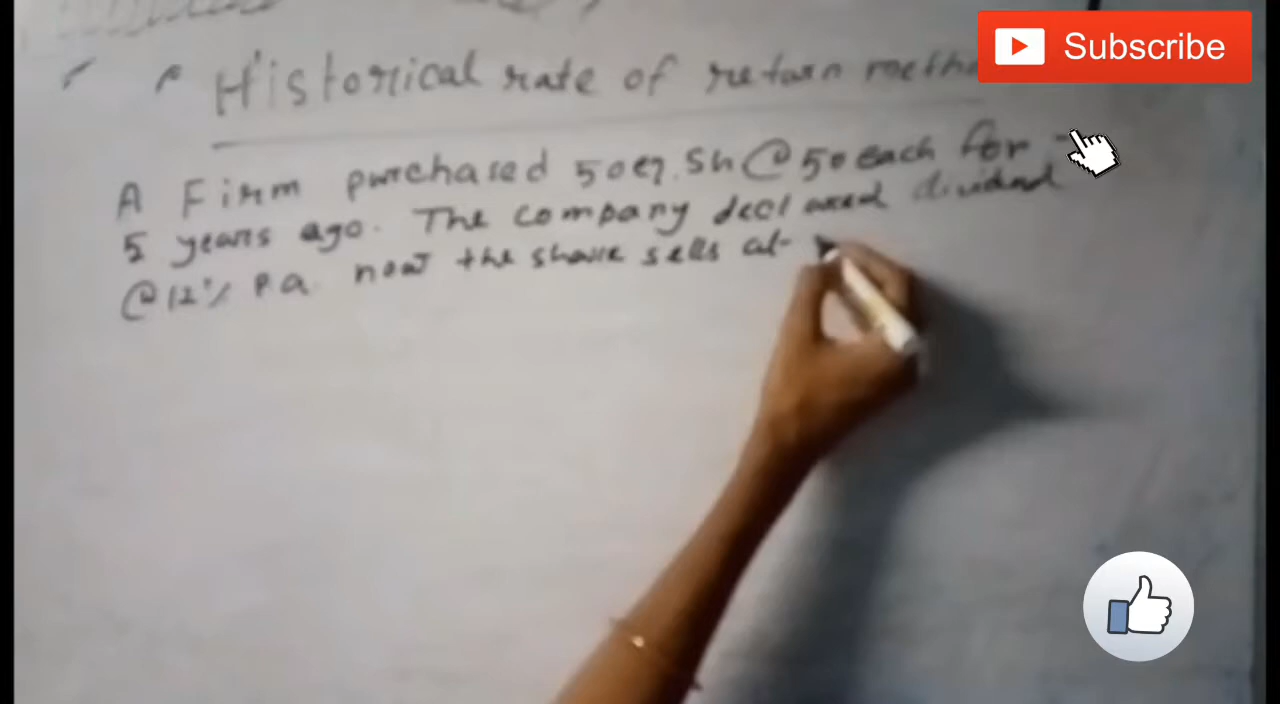 Historical rate of return
Subscribe
A Firm purchased 50 eq. Sh @ 50 each for
5 years ago. The company declared dividend
@ 12% P.a. now the share sells at